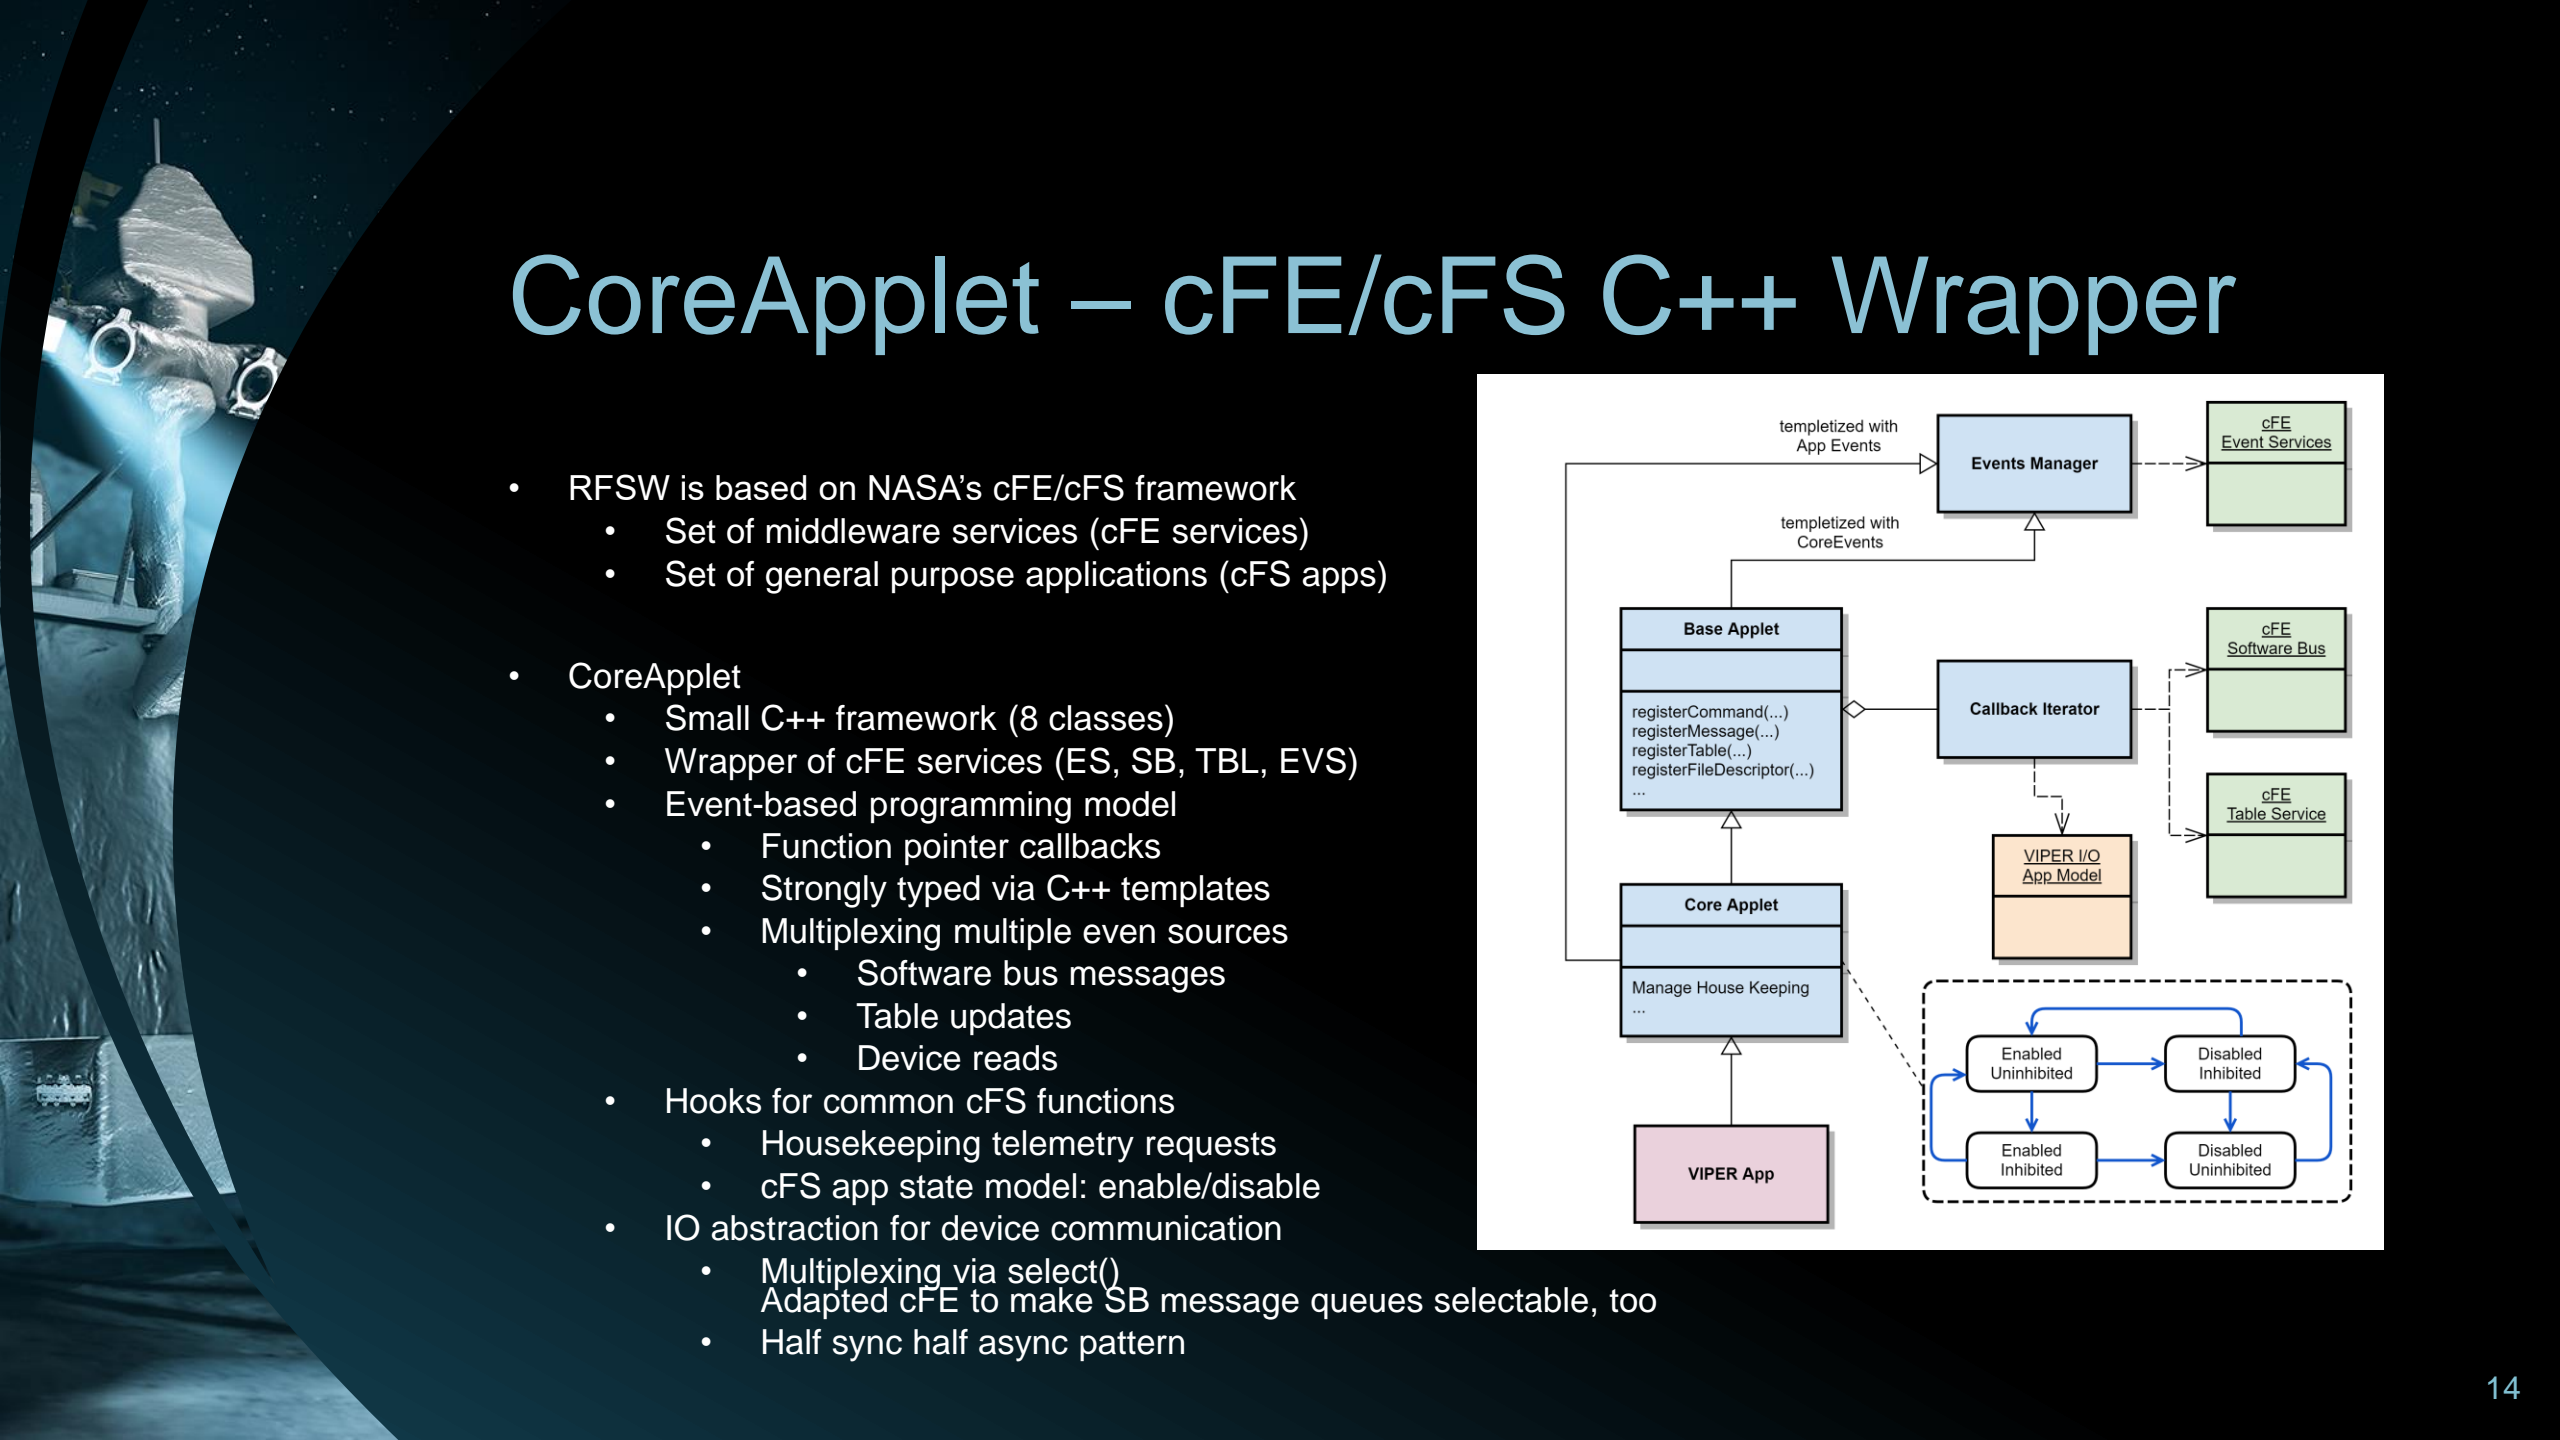 CoreApplet – cFE/cFS C++ Wrapper
• RFSW is based on NASA’s cFE/cFS framework
• Set of middleware services (cFE services)
• Set of general purpose applications (cFS apps)
• CoreApplet
• Small C++ framework (8 classes)
• Wrapper of cFE services (ES, SB, TBL, EVS)
• Event-based programming model
• Function pointer callbacks
• Strongly typed via C++ templates
• Multiplexing multiple even sources
• Software bus messages
• Table updates
• Device reads
• Hooks for common cFS functions
• Housekeeping telemetry requests
• cFS app state model: enable/disable
• IO abstraction for device communication
• Multiplexing via select()
Adapted cFE to make SB message queues selectable, too
• Half sync half async pattern
templetized with
App Events
Events Manager
cFE
Event Services
templetized with
CoreEvents
Base Applet
registerCommand(...)
registerMessage(...)
registerTable(...)
registerFileDescriptor(...)
...
Callback Iterator
cFE
Software Bus
cFE
Table Service
VIPER I/O
App Model
Core Applet
Manage House Keeping
...
VIPER App
Enabled
Uninhibited
Disabled
Inhibited
Enabled
Inhibited
Disabled
Uninhibited
14